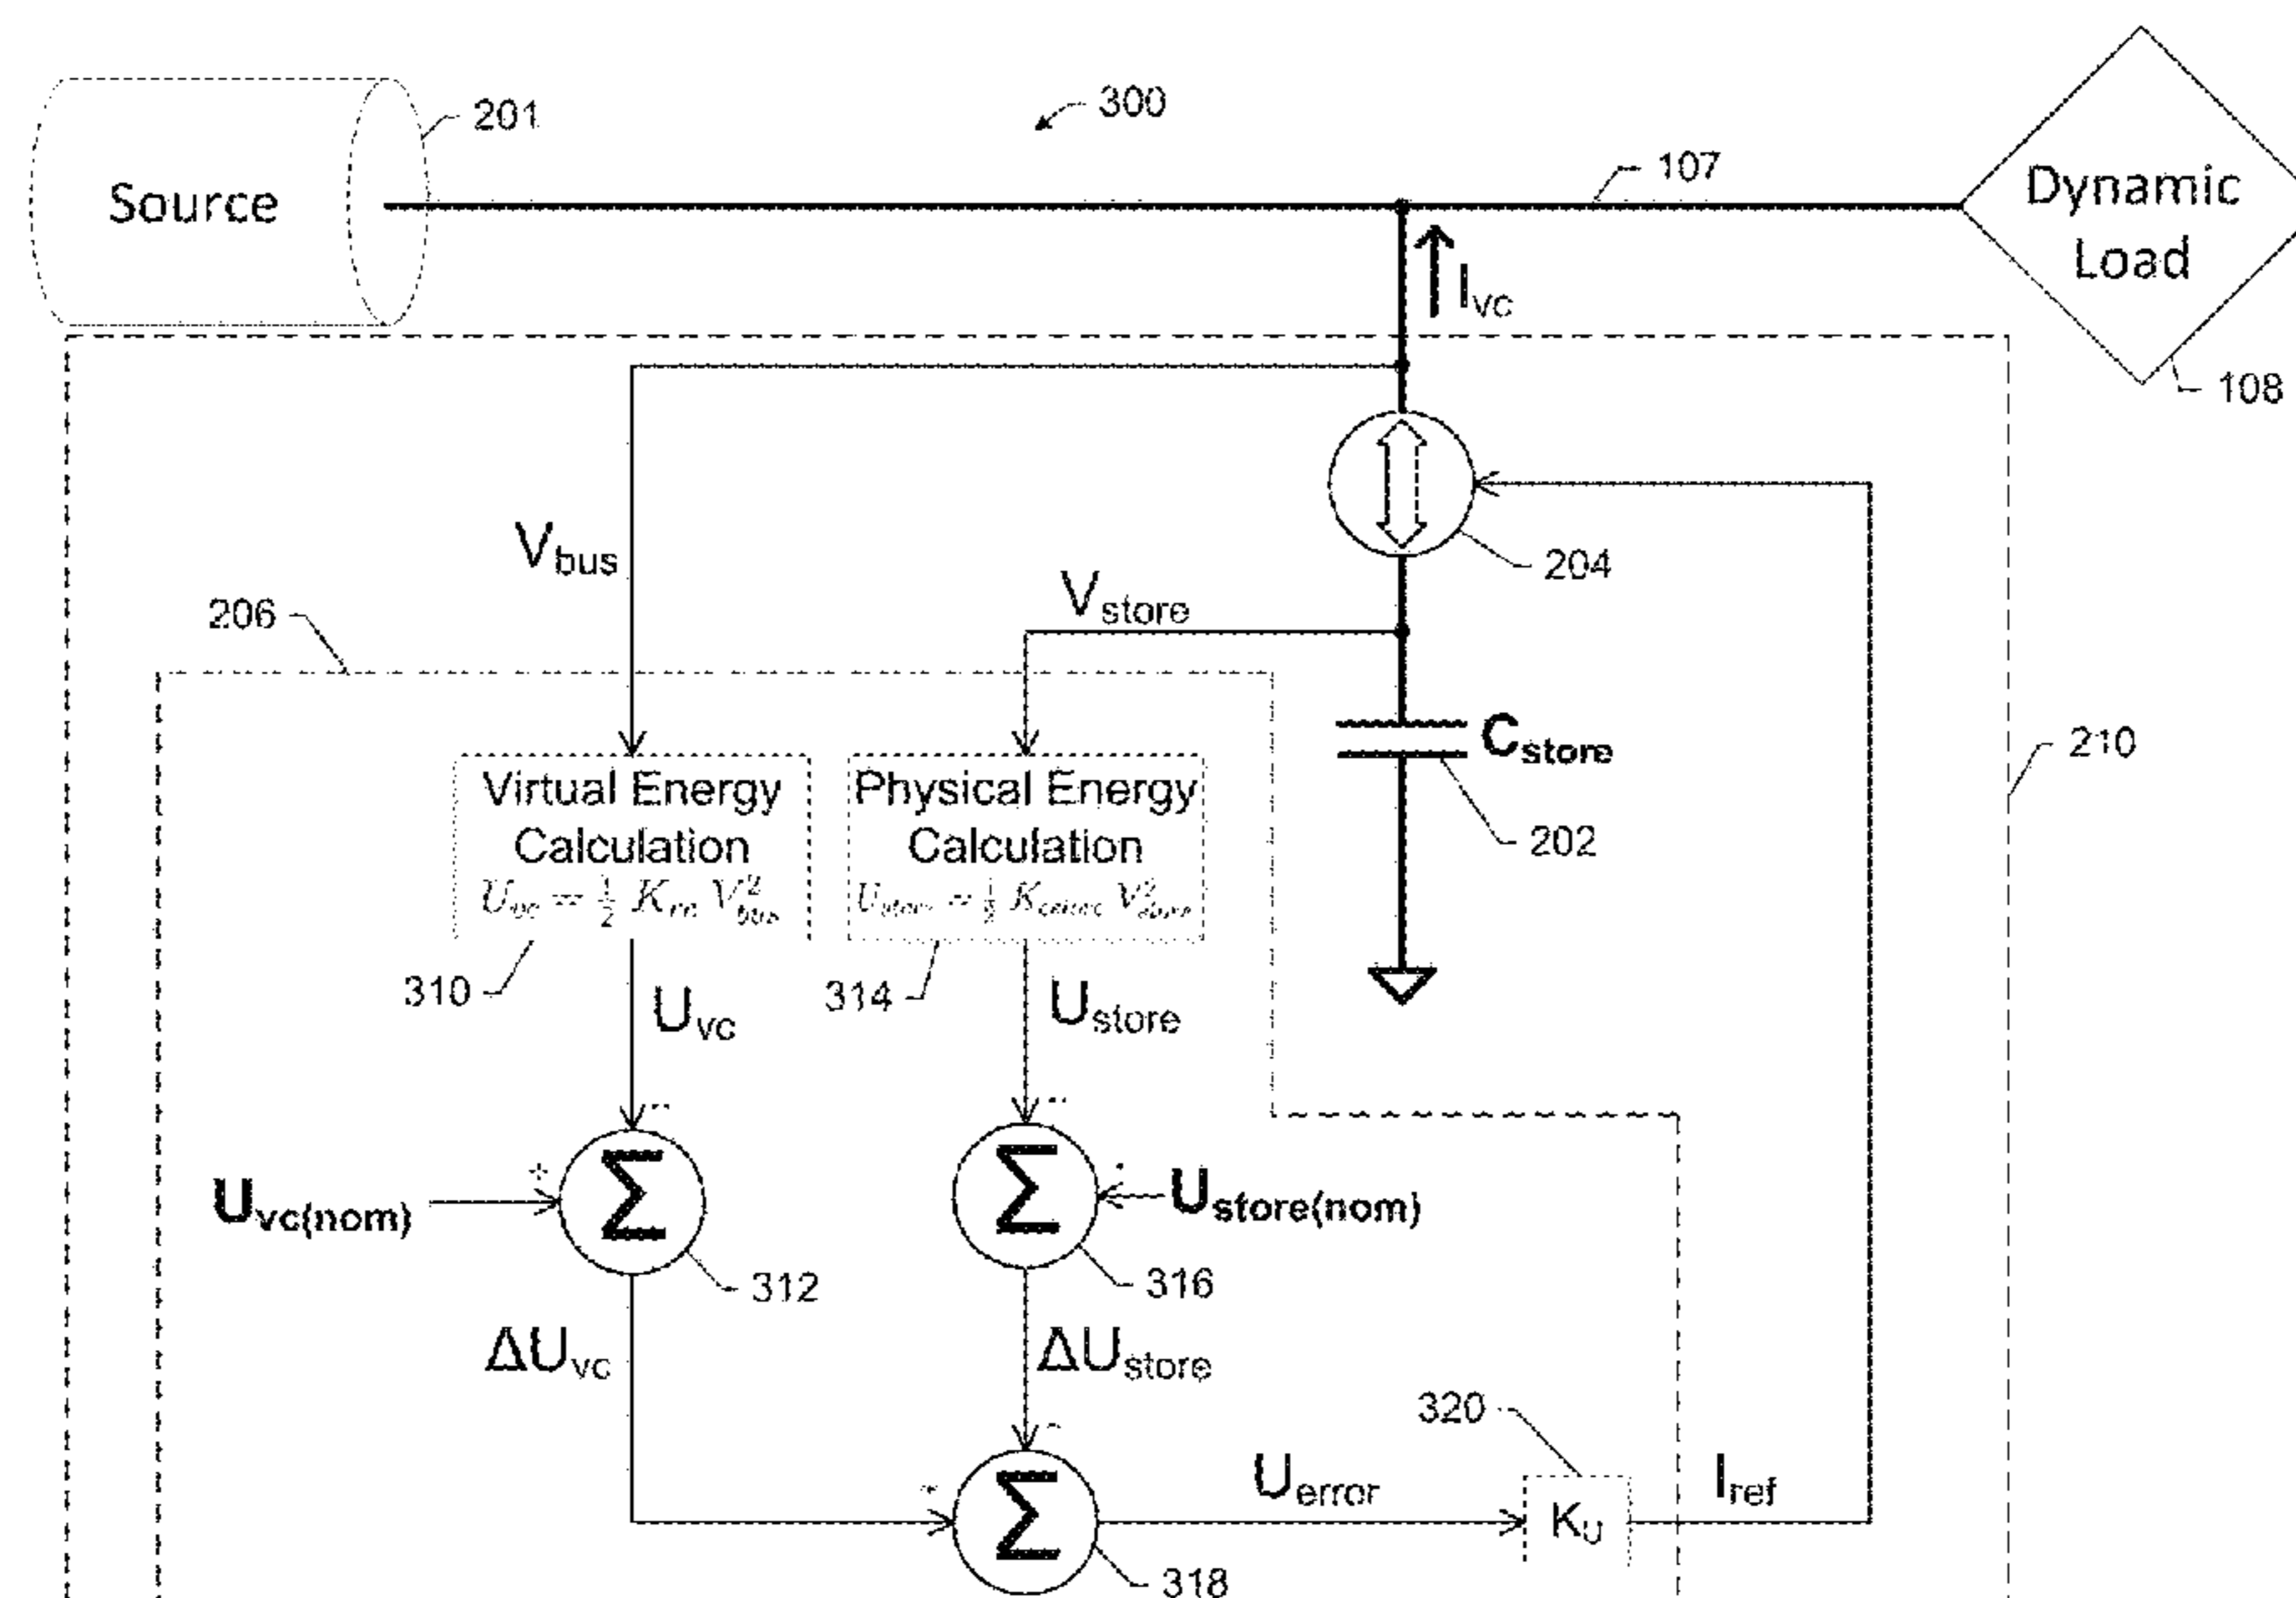 201
300
107
Source
Dynamic
Load
Ivc
108
Vbus
204
206
Vstore
Cstore
210
Virtual Energy
Calculation
Physical Energy
Calculation
202
310
314
Uvc
Ustore
Uvc(nom)
+
Ustore(nom)
312
316
ΔUvc
ΔUstore
320
Uerror
KU
Iref
318